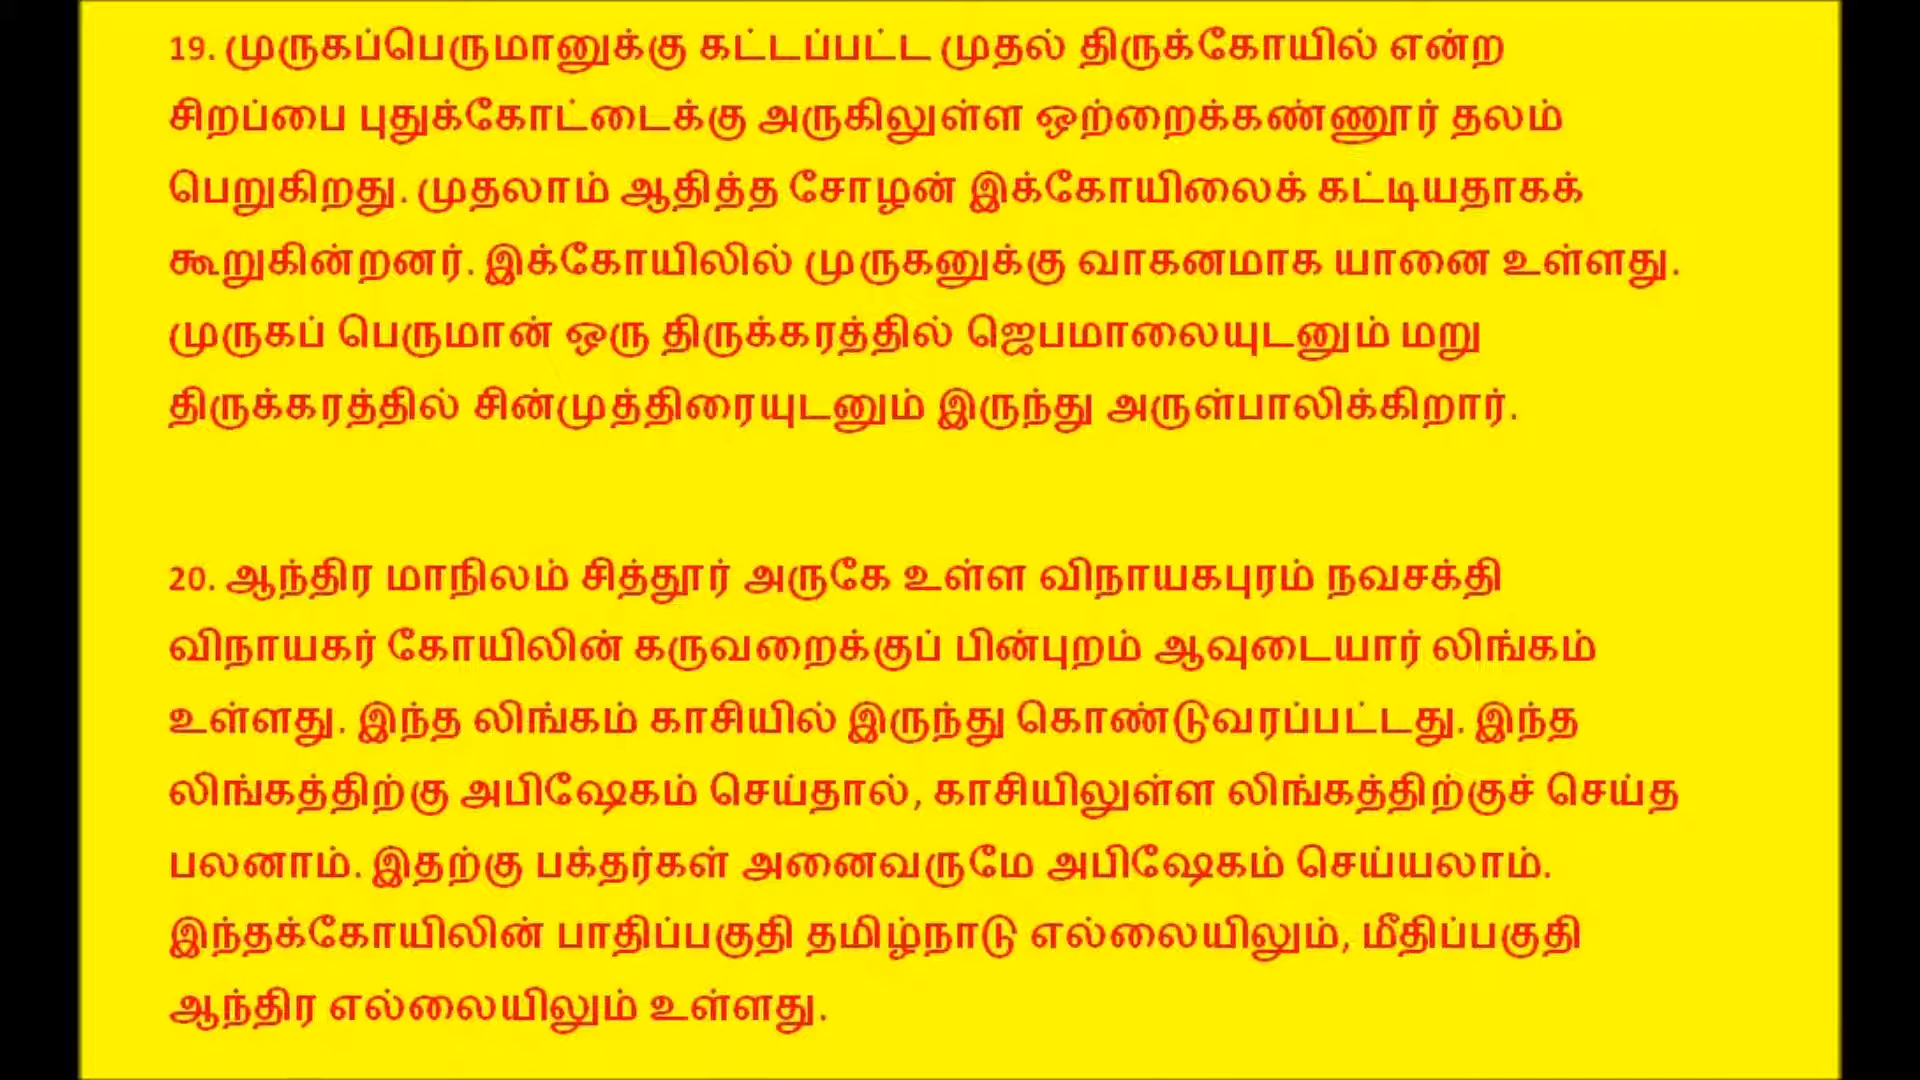 19. முருகப்பெருமானுக்கு கட்டப்பட்ட முதல் திருக்கோயில் என்ற
சிறப்பை புதுக்கோட்டைக்கு அருகிலுள்ள ஒற்றைக்கண்ணூர் தலம்
பெறுகிறது. முதலாம் ஆதித்த சோழன் இக்கோயிலைக் கட்டியதாகக்
கூறுகின்றனர். இக்கோயிலில் முருகனுக்கு வாகனமாக யானை உள்ளது.
முருகப் பெருமான் ஒரு திருக்கரத்தில் ஜெபமாலையுடனும் மறு
திருக்கரத்தில் சின்முத்திரையுடனும் இருந்து அருள்பாலிக்கிறார்.
20. ஆந்திர மாநிலம் சித்தூர் அருகே உள்ள விநாயகபுரம் நவசக்தி
விநாயகர் கோயிலின் கருவறைக்குப் பின்புறம் ஆவுடையார் லிங்கம்
உள்ளது. இந்த லிங்கம் காசியில் இருந்து கொண்டுவரப்பட்டது. இந்த
லிங்கத்திற்கு அபிஷேகம் செய்தால், காசியிலுள்ள லிங்கத்திற்குச் செய்த
பலனாம். இதற்கு பக்தர்கள் அனைவருமே அபிஷேகம் செய்யலாம்.
இந்தக்கோயிலின் பாதிப்பகுதி தமிழ்நாடு எல்லையிலும், மீதிப்பகுதி
ஆந்திர எல்லையிலும் உள்ளது.